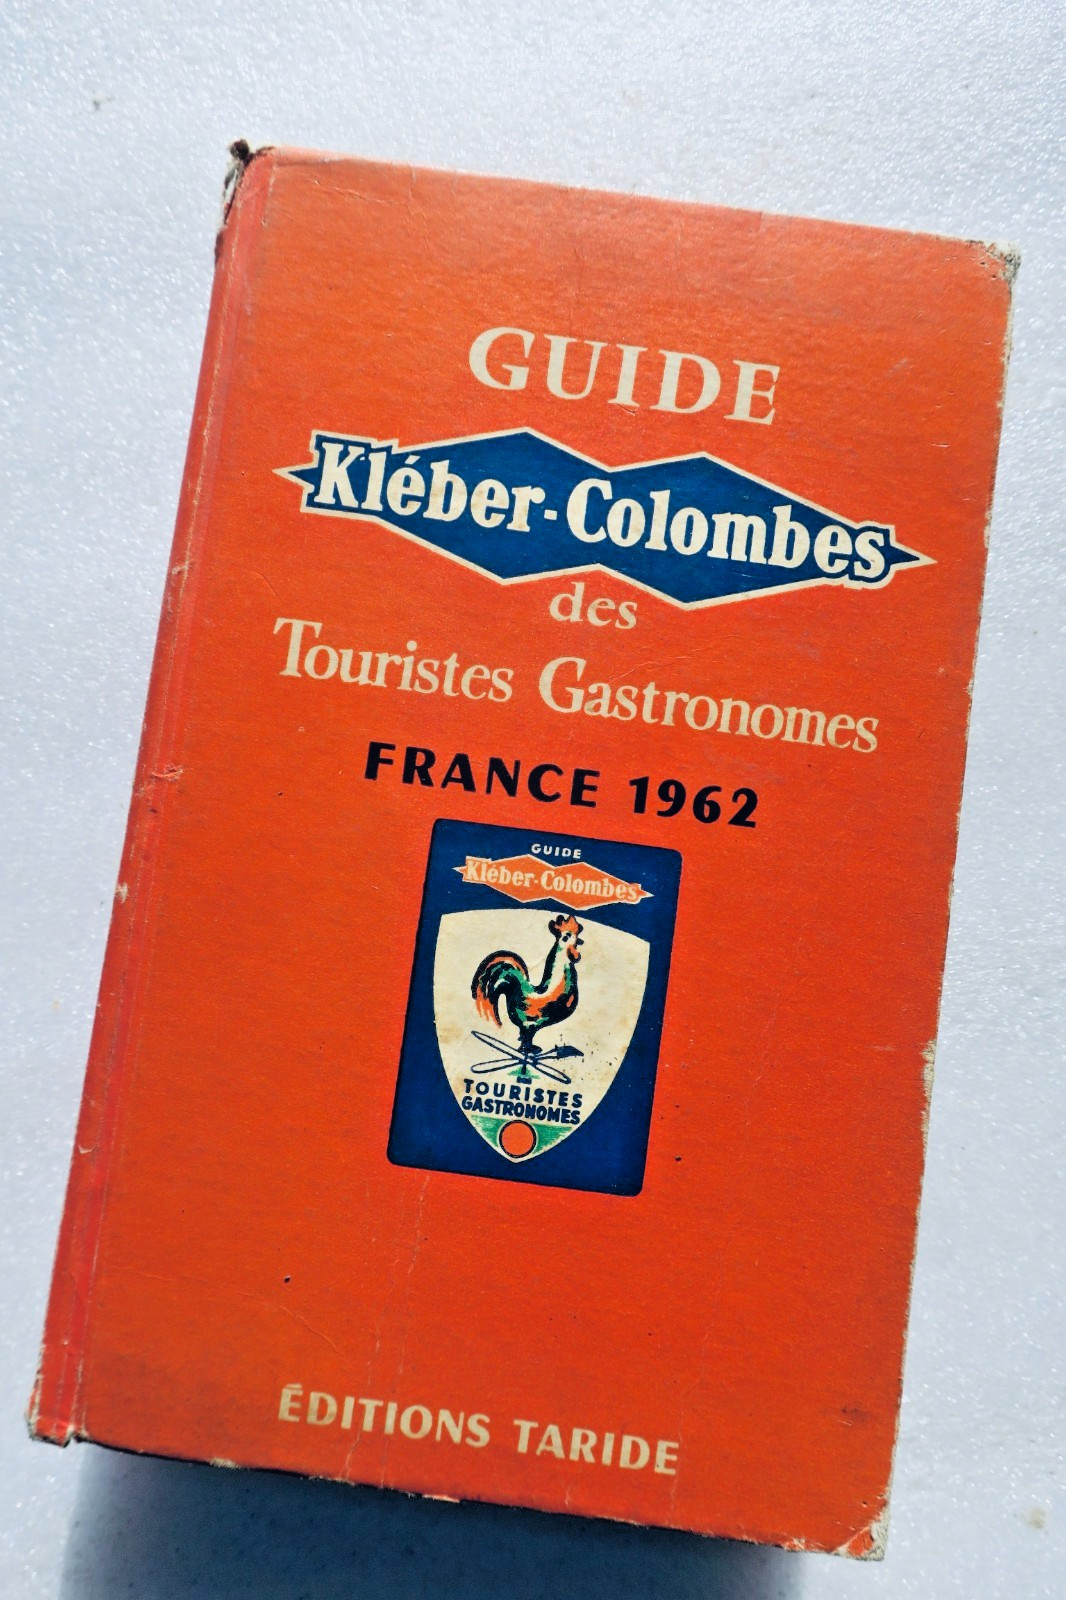 GUIDE
Kléber-Colombes
des
Touristes Gastronomes
FRANCE 1962
GUIDE
Kléber-Colombes
TOURISTES
GASTRONOMES
ÉDITIONS TARIDE